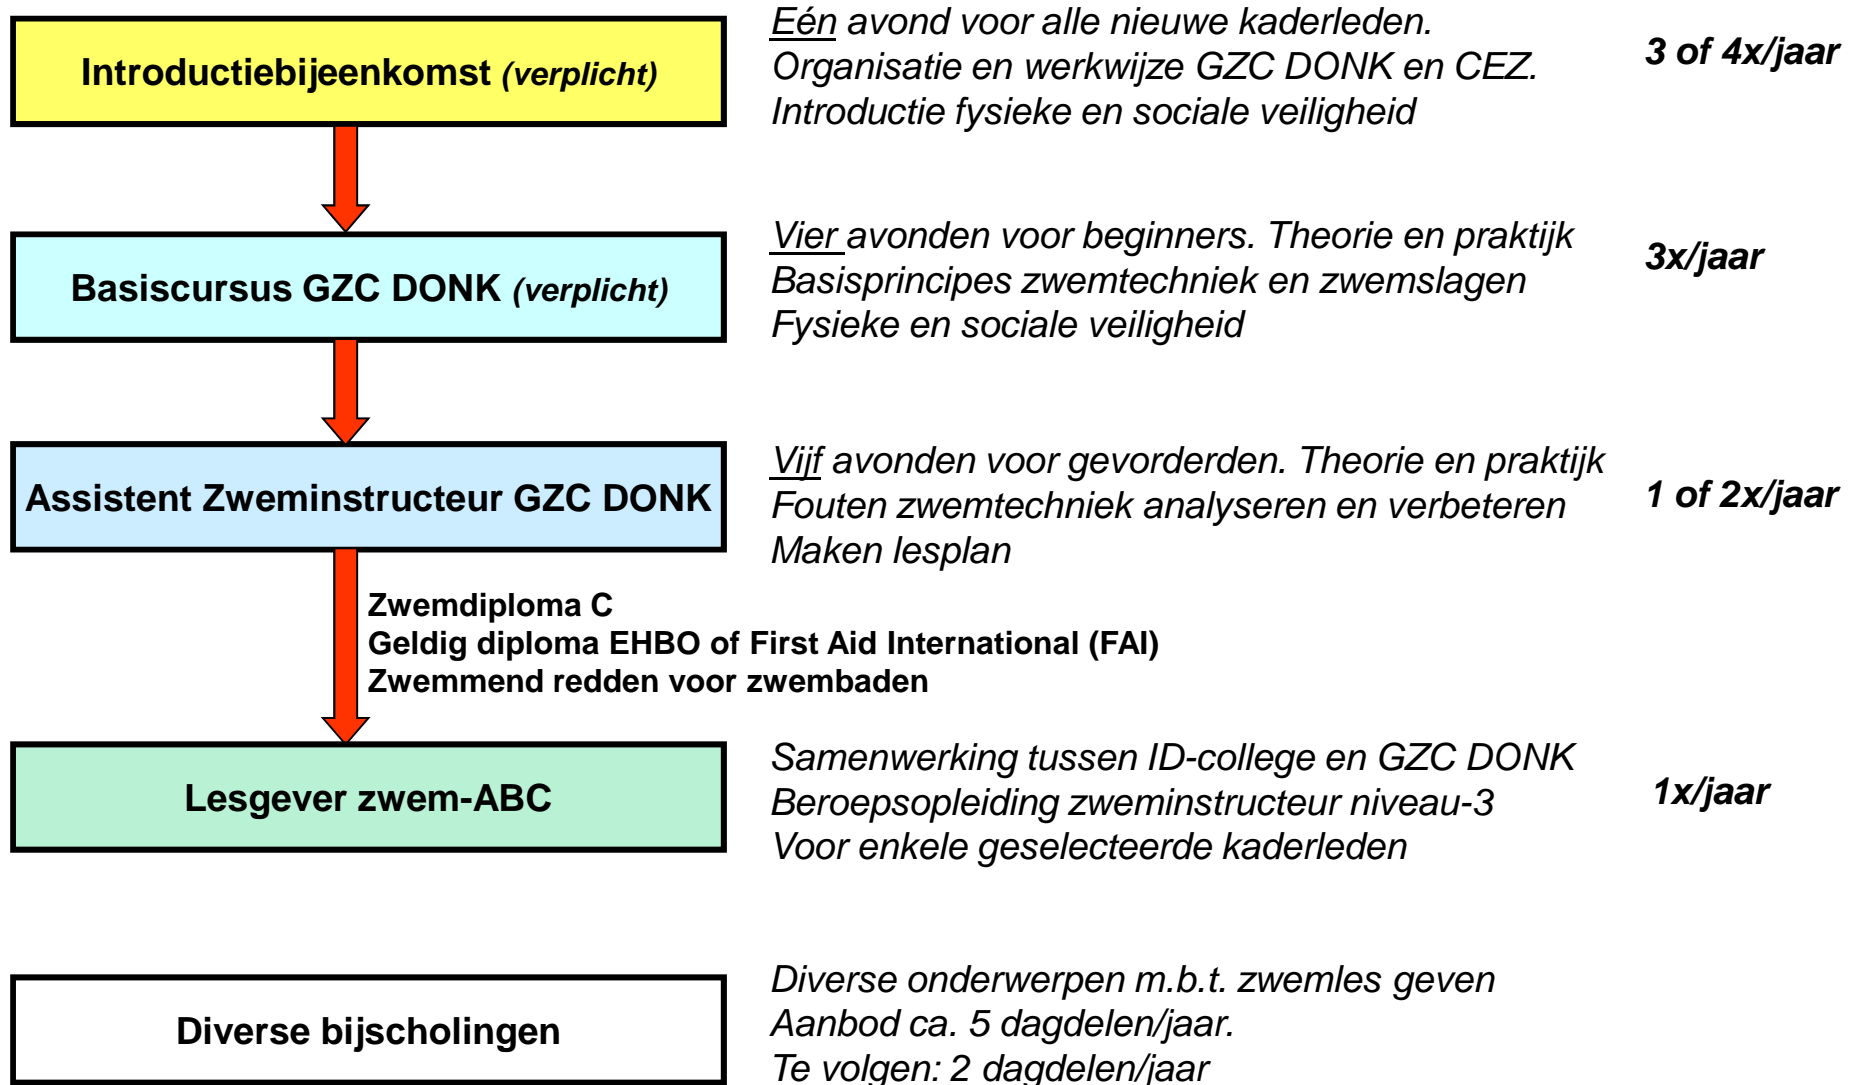 Introductiebijeenkomst (verplicht)
Eén avond voor alle nieuwe kaderleden.
Organisatie en werkwijze GZC DONK en CEZ.
Introductie fysieke en sociale veiligheid
3 of 4x/jaar
Basiscursus GZC DONK (verplicht)
Vier avonden voor beginners. Theorie en praktijk
Basisprincipes zwemtechniek en zwemslagen
Fysieke en sociale veiligheid
3x/jaar
Assistent Zweminstructeur GZC DONK
Vijf avonden voor gevorderden. Theorie en praktijk
Fouten zwemtechniek analyseren en verbeteren
Maken lesplan
1 of 2x/jaar
Zwemdiploma C
Geldig diploma EHBO of First Aid International (FAI)
Zwemmend redden voor zwembaden
Lesgever zwem-ABC
Samenwerking tussen ID-college en GZC DONK
Beroepsopleiding zweminstructeur niveau-3
Voor enkele geselecteerde kaderleden
1x/jaar
Diverse bijscholingen
Diverse onderwerpen m.b.t. zwemles geven
Aanbod ca. 5 dagdelen/jaar.
Te volgen: 2 dagdelen/jaar